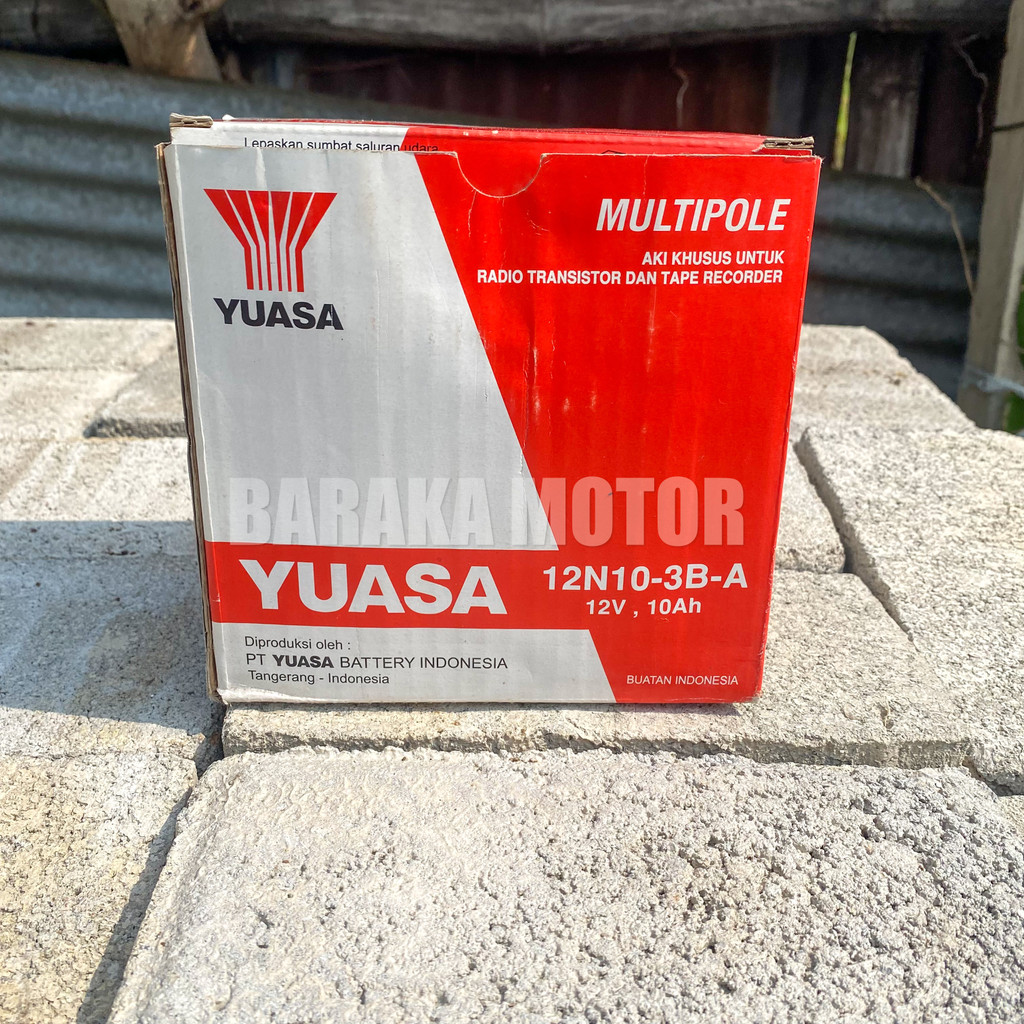 Lepaskan sumbat saluran udara
YUASA
MULTIPOLE
AKI KHUSUS UNTUK
RADIO TRANSISTOR DAN TAPE RECORDER
BARAKA MOTOR
YUASA
12N10-3B-A
12V , 10Ah
Diproduksi oleh :
PT YUASA BATTERY INDONESIA
Tangerang - Indonesia
BUATAN INDONESIA